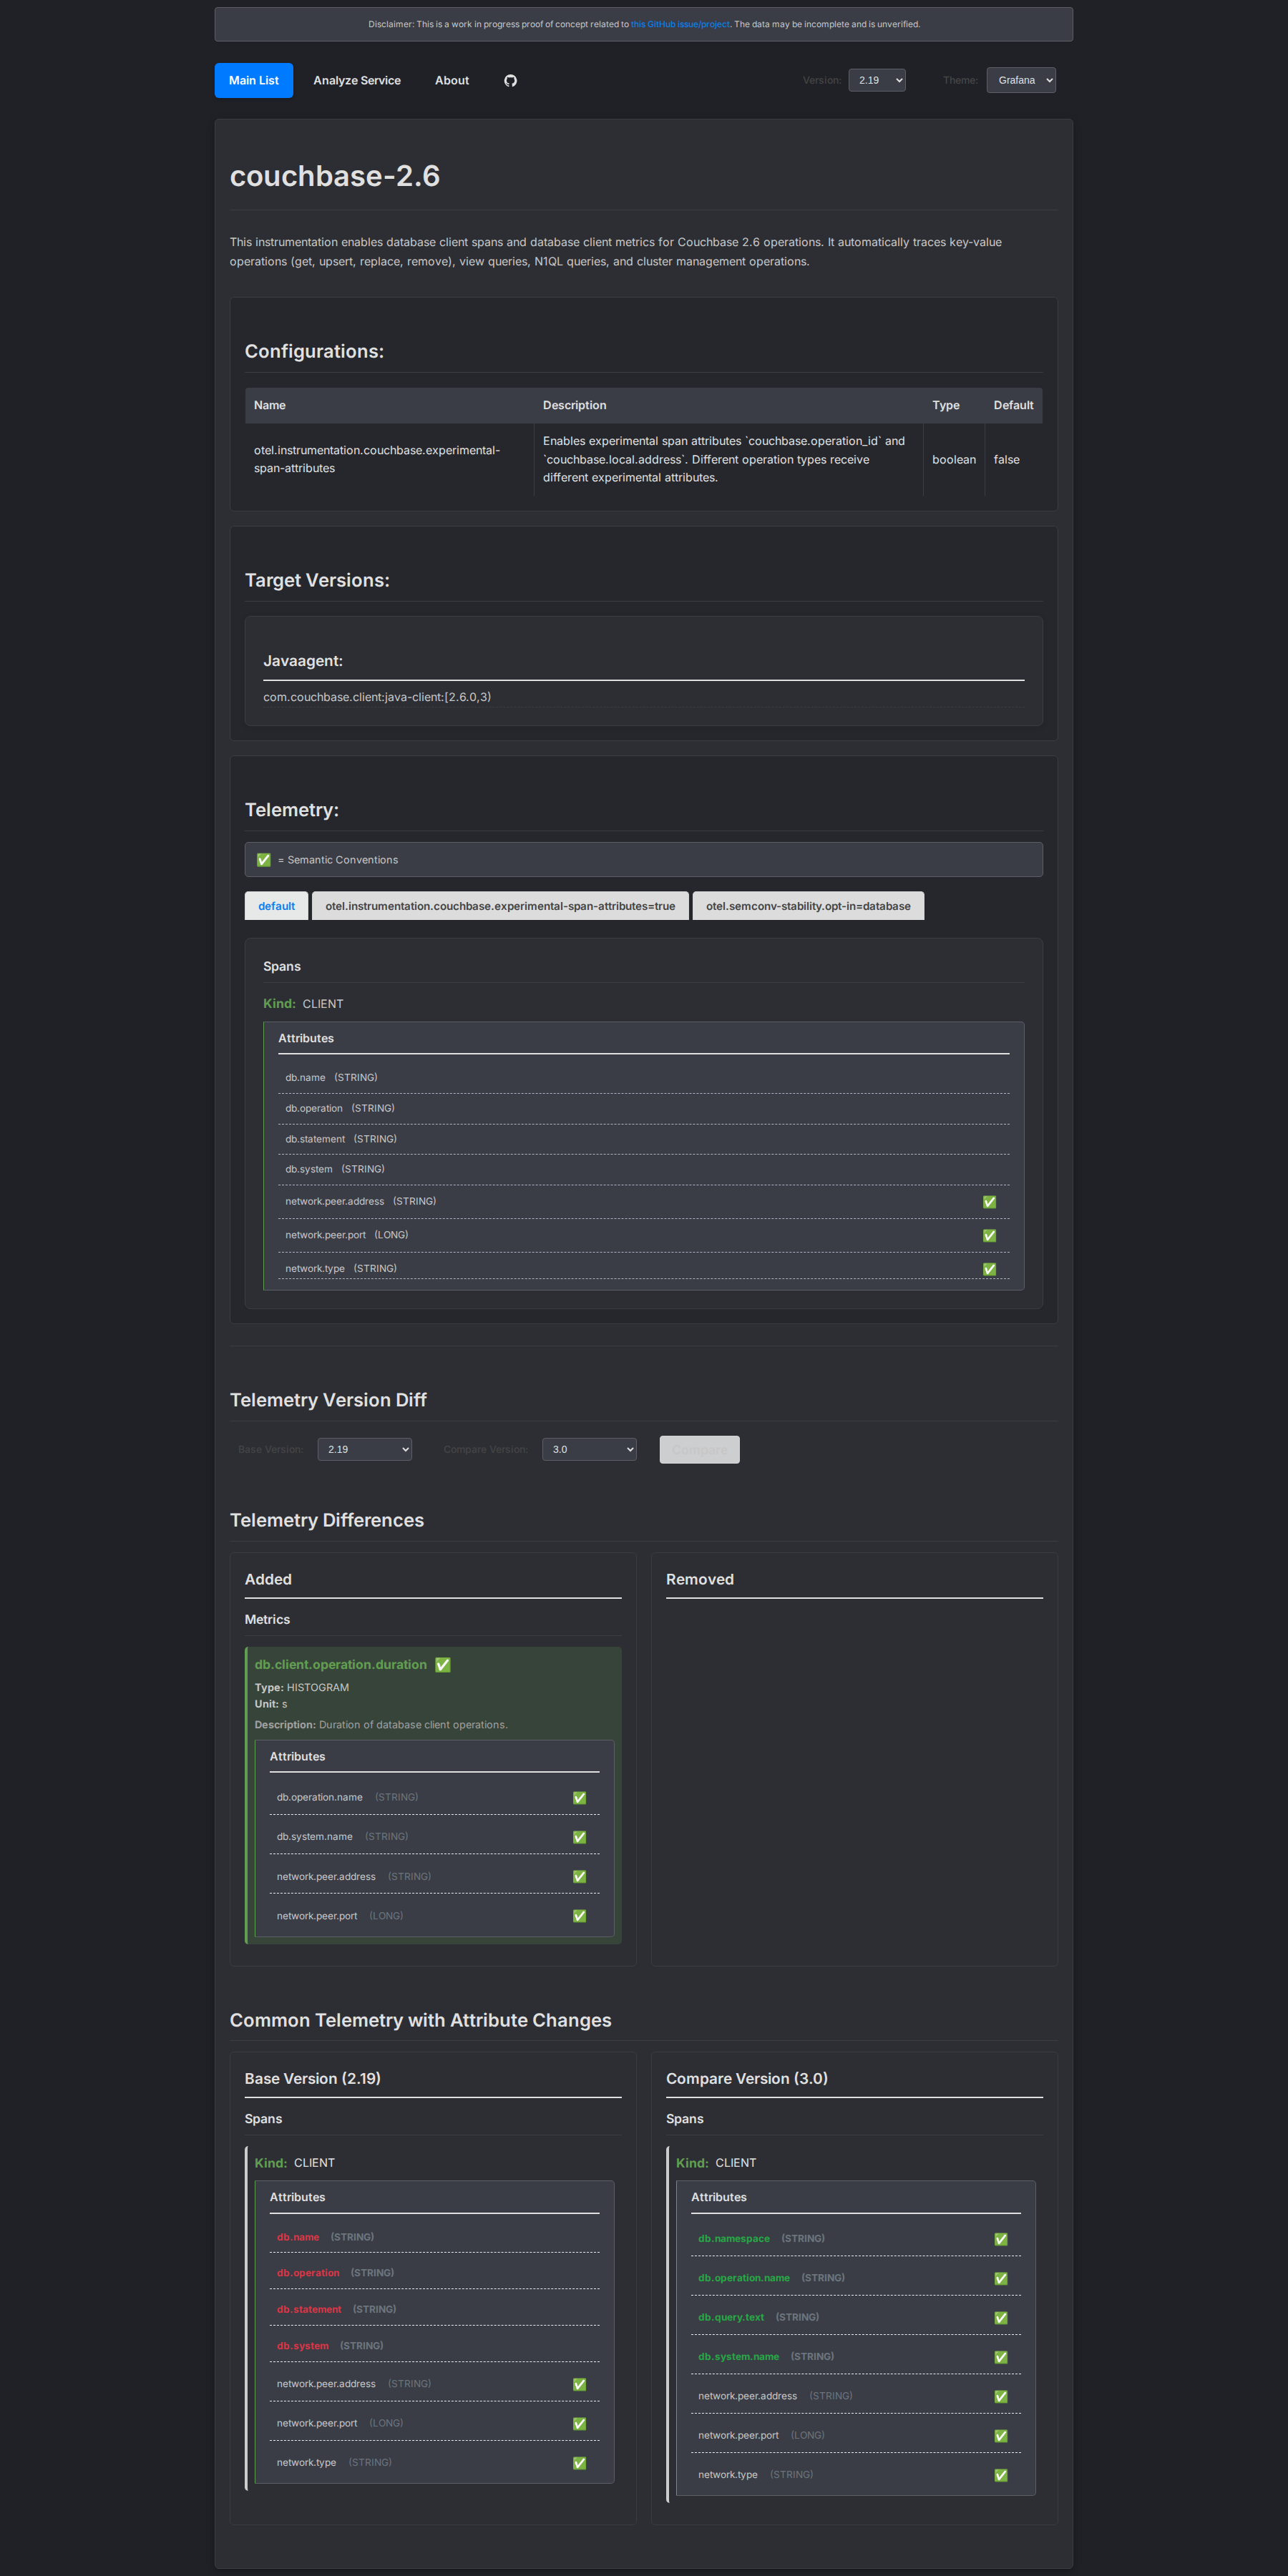 Disclaimer: This is a work in progress proof of concept related to this GitHub issue/project. The data may be incomplete and is unverified.
Main List
Analyze Service
About
Version:
2.19
Theme:
Grafana
couchbase-2.6
This instrumentation enables database client spans and database client metrics for Couchbase 2.6 operations. It automatically traces key-value
operations (get, upsert, replace, remove), view queries, N1QL queries, and cluster management operations.
Configurations:
Name Description Type Default
otel.instrumentation.couchbase.experimental-
span-attributes
Enables experimental span attributes `couchbase.operation_id` and
`couchbase.local.address`. Different operation types receive
different experimental attributes.
boolean
false
Target Versions:
Javaagent:
com.couchbase.client:java-client:[2.6.0,3)
Telemetry:
✅ = Semantic Conventions
default
otel.instrumentation.couchbase.experimental-span-attributes=true
otel.semconv-stability.opt-in=database
Spans
Kind: CLIENT
Attributes
db.name (STRING)
db.operation (STRING)
db.statement (STRING)
db.system (STRING)
network.peer.address (STRING) ✅
network.peer.port (LONG) ✅
network.type (STRING) ✅
Telemetry Version Diff
Base Version:
2.19
Compare Version:
3.0
Compare
Telemetry Differences
Added
Metrics
db.client.operation.duration ✅
Type: HISTOGRAM
Unit: s
Description: Duration of database client operations.
Attributes
db.operation.name (STRING) ✅
db.system.name (STRING) ✅
network.peer.address (STRING) ✅
network.peer.port (LONG) ✅
Removed
Common Telemetry with Attribute Changes
Base Version (2.19)
Spans
Kind: CLIENT
Attributes
db.name (STRING)
db.operation (STRING)
db.statement (STRING)
db.system (STRING)
network.peer.address (STRING) ✅
network.peer.port (LONG) ✅
network.type (STRING) ✅
Compare Version (3.0)
Spans
Kind: CLIENT
Attributes
db.namespace (STRING) ✅
db.operation.name (STRING) ✅
db.query.text (STRING) ✅
db.system.name (STRING) ✅
network.peer.address (STRING) ✅
network.peer.port (LONG) ✅
network.type (STRING) ✅